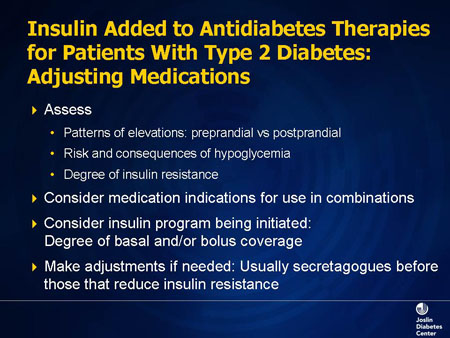 Insulin Added to Antidiabetes Therapies
for Patients With Type 2 Diabetes:
Adjusting Medications
Assess
• Patterns of elevations: preprandial vs postprandial
• Risk and consequences of hypoglycemia
• Degree of insulin resistance
Consider medication indications for use in combinations
Consider insulin program being initiated:
Degree of basal and/or bolus coverage
Make adjustments if needed: Usually secretagogues before
those that reduce insulin resistance
Joslin
Diabetes
Center